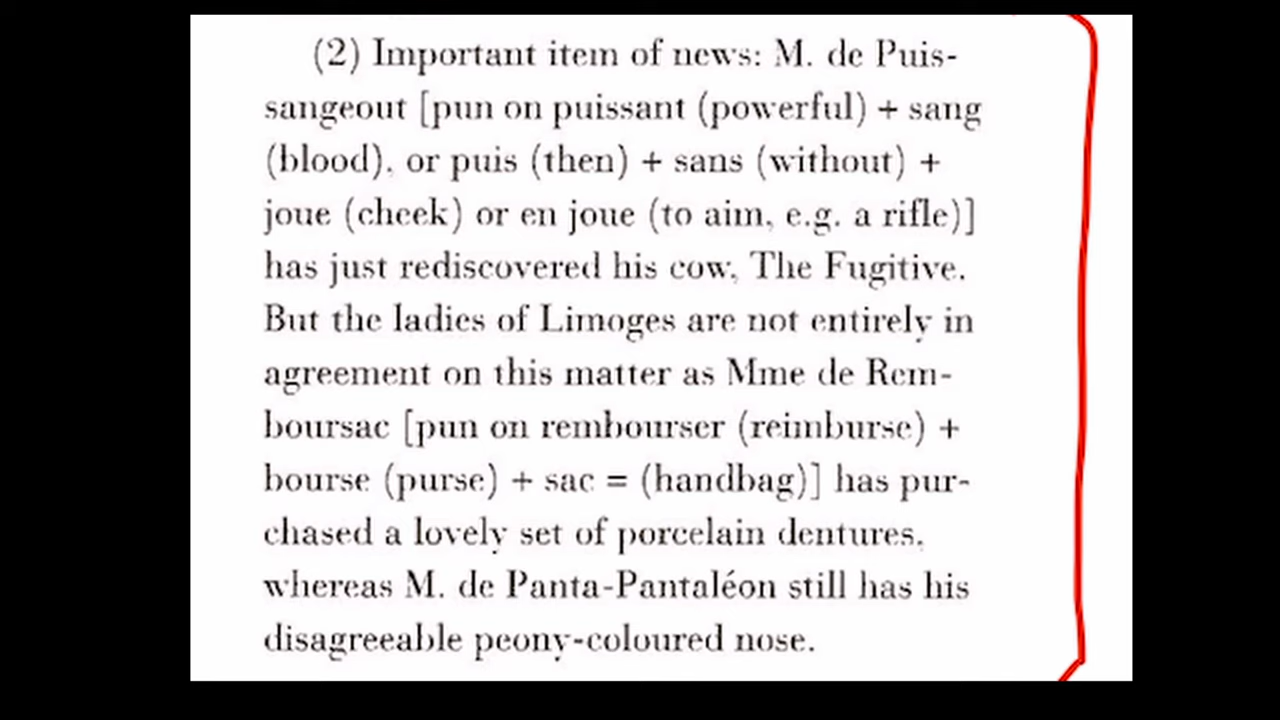 (2) Important item of news: M. de Puis-
sangeout [pun on puissant (powerful) + sang
(blood), or puis (then) + sans (without) +
joue (cheek) or en joue (to aim, e.g. a rifle)]
has just rediscovered his cow, The Fugitive.
But the ladies of Limoges are not entirely in
agreement on this matter as Mme de Rem-
boursac [pun on rembourser (reimburse) +
bourse (purse) + sac = (handbag)] has pur-
chased a lovely set of porcelain dentures,
whereas M. de Panta-Pantaléon still has his
disagreeable peony-coloured nose.